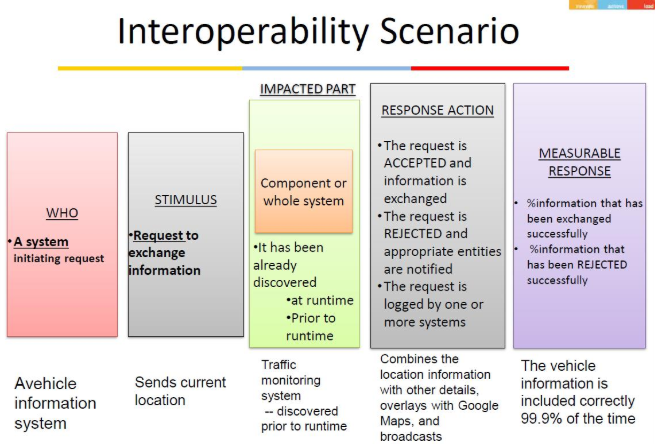 Interoperability Scenario
WHO
•A system
initiating request
STIMULUS
•Request to
exchange
information
IMPACTED PART
Component or
whole system
•It has been
already
discovered
•at runtime
•Prior to
runtime
RESPONSE ACTION
•The request is
ACCEPTED and
information is
exchanged
•The request is
REJECTED and
appropriate entities
are notified
•The request is
logged by one or
more systems
MEASURABLE
RESPONSE
• %information that has
been exchanged
successfully
• %information that
has been REJECTED
successfully
Avehicle
information
system
Sends current
location
Traffic
monitoring
system
-- discovered
prior to runtime
Combines the
location information
with other details,
overlays with Google
Maps, and
broadcasts
The vehicle
information is
included correctly
99.9% of the time